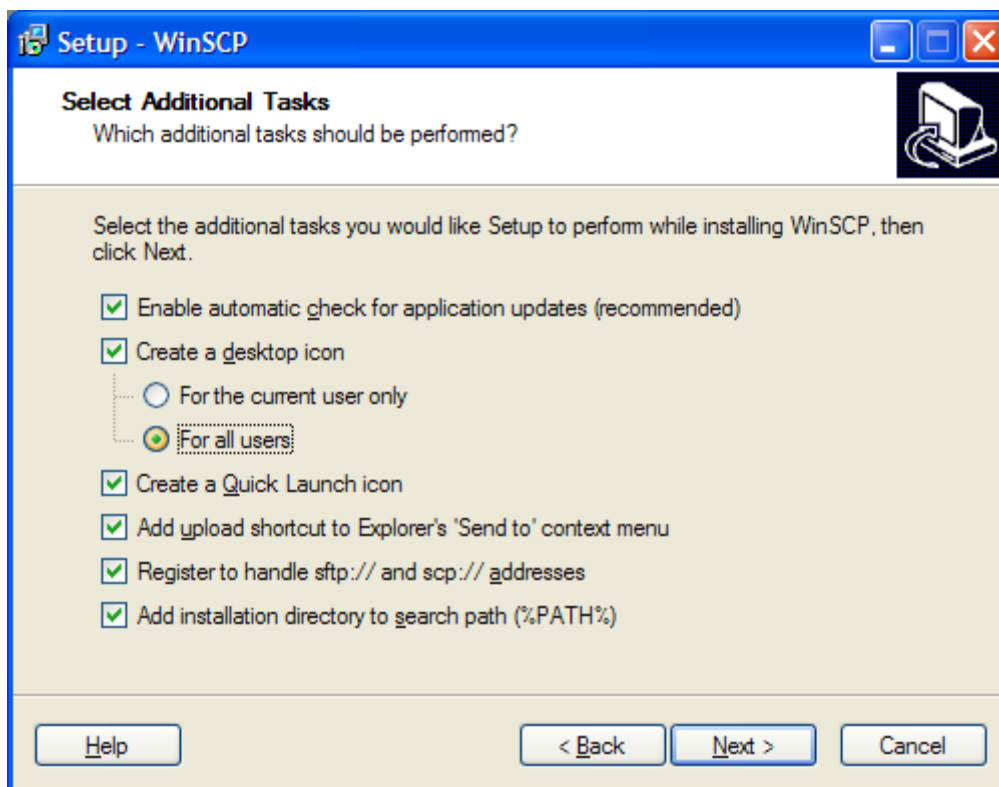 Setup - WinSCP
Select Additional Tasks
Which additional tasks should be performed?
Select the additional tasks you would like Setup to perform while installing WinSCP, then
click Next.
Enable automatic check for application updates (recommended)
Create a desktop icon
For the current user only
For all users
Create a Quick Launch icon
Add upload shortcut to Explorer's 'Send to' context menu
Register to handle sftp:// and scp:// addresses
Add installation directory to search path (%PATH%)
Help
< Back
Next >
Cancel